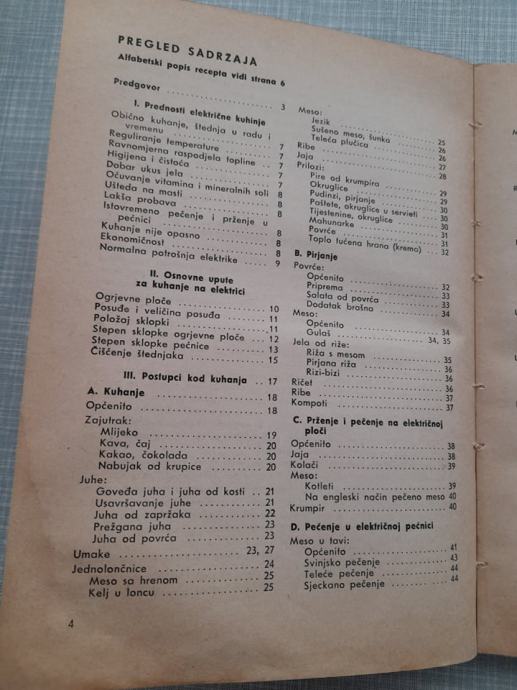 PREGLED SADRZAJA
Alfabetski popis recepta vidi strana 6
Predgovor 3
I. Prednosti električne kuhinje
Obično kuhanje, štednja u radu i
vremenu 7
Reguliranje temperature 7
Ravnomjerna raspodjela topline 7
Higijena i čistoća 7
Dobar ukus jela 7
Očuvanje vitamina i mineralnih soli 8
Ušteda na masti 8
Lakša probava 8
Istovremeno pečenje i prženje u
pećnici 8
Kuhanje nije opasno 8
Ekonomičnost 8
Normalna potrošnja elektrike 9
II. Osnovne upute
za kuhanje na elektrici
Ogrjevne ploče 10
Posuđe i veličina posuđa 11
Položaj sklopki 11
Stepen sklopke ogrjevne ploče 12
Stepen sklopke pećnice 13
Čišćenje štednjaka 15
III. Postupci kod kuhanja 17
A. Kuhanje 18
Općenito 18
Zajutrak:
Mlijeko 19
Kava, čaj 20
Kakao, čokolada 20
Nabujak od krupice 20
Juhe:
Goveđa juha i juha od kosti 21
Usavršavanje juhe 21
Juha od zapržaka 22
Prežgana juha 23
Juha od povrća 23
Umake 23, 27
Jednolončnice 24
Meso sa hrenom 25
Kelj u loncu 25
4
Meso:
Jezik 25
Sušeno meso, šunka 26
Teleća plučica 26
Ribe 27
Jaja 28
Prilozi:
Pire od krumpira 29
Okruglice 29
Pudinzi, pirjanje 30
Paštete, okruglice u servieti 30
Tijestenine, okruglice 30
Mahunarke 31
Povrće 31
Toplo tučena hrana (krema) 32
B. Pirjanje
Povrće:
Općenito 32
Priprema 33
Salata od povrća 33
Dodatak brašna 34
Meso:
Općenito 34
Gulaš 34, 35
Jela od riže:
Riža s mesom 35
Pirjana riža 36
Rizi-bizi 36
Ričet 36
Ribe 37
Kompoti 37
C. Prženje i pečenje na električnoj
ploči
Općenito 38
Jaja 38
Kolači 39
Meso:
Kotleti 39
Na engleski način pečeno meso 40
Krumpir 40
D. Pečenje u električnoj pećnici
Meso u tavi:
Općenito 41
Svinjsko pečenje 43
Teleće pečenje 44
Sjeckano pečenje 44